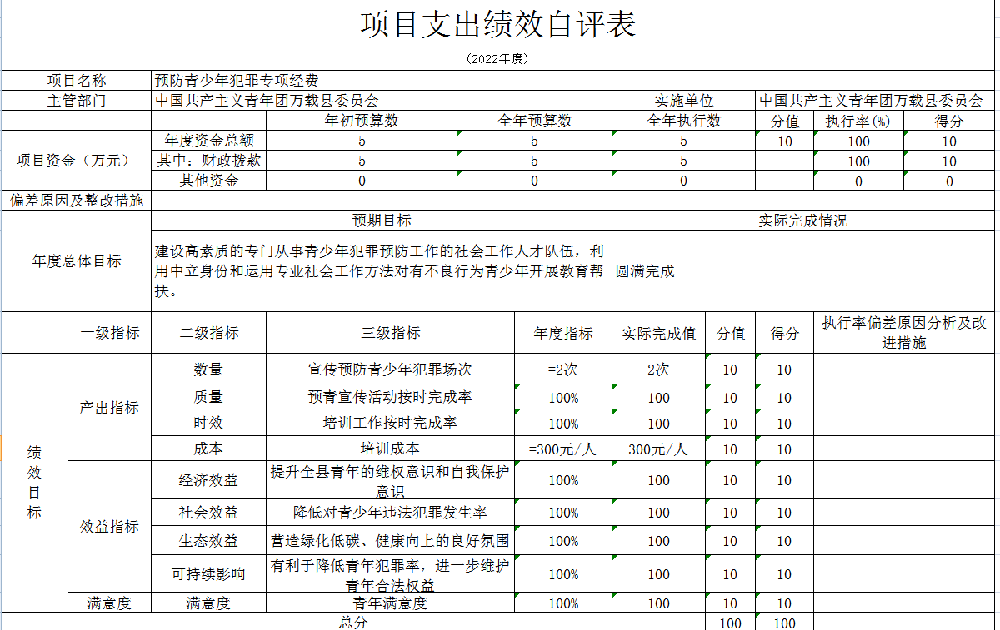 项目支出绩效自评表
（2022年度）
项目名称 预防青少年犯罪专项经费
主管部门 中国共产主义青年团万载县委员会 实施单位 中国共产主义青年团万载县委员会
年初预算数 全年预算数 全年执行数 分值 执行率(%) 得分
项目资金（万元） 年度资金总额 5 5 5 10 100 10
其中：财政拨款 5 5 5 - 100 10
其他资金 0 0 0 - 0 0
偏差原因及整改措施
年度总体目标 预期目标 实际完成情况
建设高素质的专门从事青少年犯罪预防工作的社会工作人才队伍，利
用中立身份和运用专业社会工作方法对有不良行为青少年开展教育帮
扶。
圆满完成
一级指标 二级指标 三级指标 年度指标 实际完成值 分值 得分 执行率偏差原因分析及改
进措施
绩
效
目
标
产出指标 数量 宣传预防青少年犯罪场次 =2次 2次 10 10
质量 预青宣传活动按时完成率 100% 100 10 10
时效 培训工作按时完成率 100% 100 10 10
成本 培训成本 =300元/人 300元/人 10 10
效益指标 经济效益 提升全县青年的维权意识和自我保护
意识 100% 100 10 10
社会效益 降低对青少年违法犯罪发生率 100% 100 10 10
生态效益 营造绿化低碳、健康向上的良好氛围 100% 100 10 10
可持续影响 有利于降低青年犯罪率，进一步维护
青年合法权益 100% 100 10 10
满意度 满意度 青年满意度 100% 100 10 10
总分 100 100